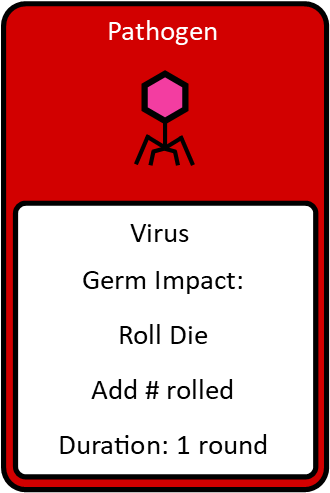 Pathogen
Virus
Germ Impact:
Roll Die
Add # rolled
Duration: 1 round